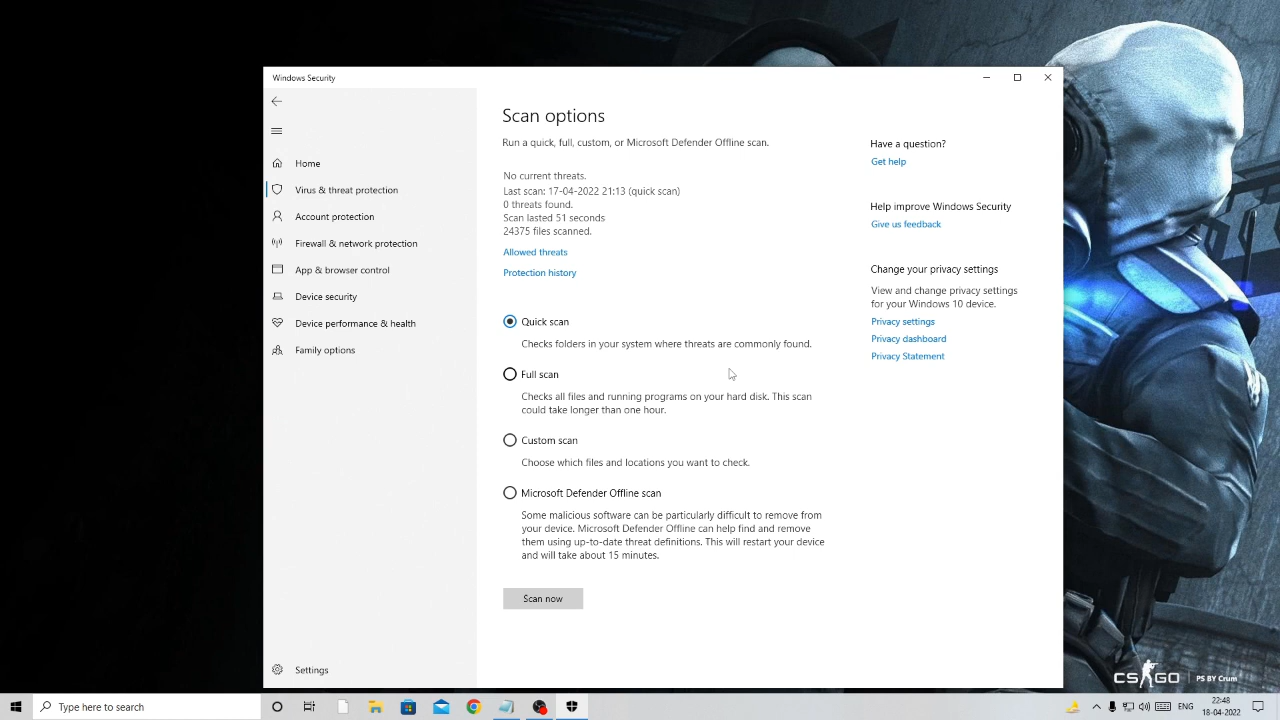 Windows Security
Scan options
Run a quick, full, custom, or Microsoft Defender Offline scan.
No current threats.
Last scan: 17-04-2022 21:13 (quick scan)
0 threats found.
Scan lasted 51 seconds
24375 files scanned.
Allowed threats
Protection history
Quick scan
Checks folders in your system where threats are commonly found.
Full scan
Checks all files and running programs on your hard disk. This scan
could take longer than one hour.
Custom scan
Choose which files and locations you want to check.
Microsoft Defender Offline scan
Some malicious software can be particularly difficult to remove from
your device. Microsoft Defender Offline can help find and remove
them using up-to-date threat definitions. This will restart your device
and will take about 15 minutes.
Scan now
Home
Virus & threat protection
Account protection
Firewall & network protection
App & browser control
Device security
Device performance & health
Family options
Settings
Have a question?
Get help
Help improve Windows Security
Give us feedback
Change your privacy settings
View and change privacy settings
for your Windows 10 device.
Privacy settings
Privacy dashboard
Privacy Statement
CS GO
PS BY Crum
Type here to search
ENG
22:48
18-04-2022